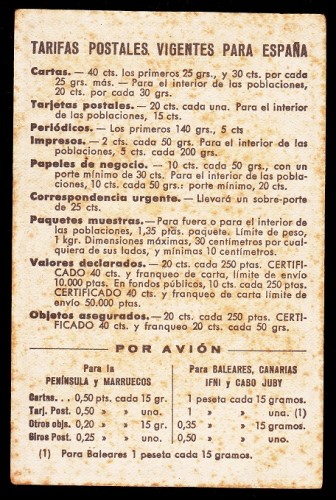 TARIFAS POSTALES, VIGENTES PARA ESPAÑA
Cartas. — 40 cts. los primeros 25 grs., y 30 cts. por cada
25 grs. más. — Para el interior de las poblaciones,
20 cts. por cada 30 grs.
Tarjetas postales. — 20 cts. cada una. Para el interior
de las poblaciones, 15 cts.
Periódicos. — Los primeros 140 grs., 5 cts
Impresos. — 2 cts. cada 50 grs. Para el interior de las
poblaciones, 5 cts. cada 200 grs.
Papeles de negocio. — 10 cts. cada 50 grs., con un
porte mínimo de 30 cts. Para el interior de las pobla-
ciones, 10 cts. cada 50 grs.: porte mínimo, 20 cts.
Correspondencia urgente. — Llevará un sobre-porte
de 25 cts.
Paquetes muestras. — Para fuera o para el interior de
las poblaciones, 1,35 ptas. paquete. Límite de peso,
1 kgr. Dimensiones máximas, 30 centímetros por cual-
quiera de sus lados, y mínimas 10 centímetros.
Valores declarados. — 20 cts. cada 250 ptas. CERTIFI-
CADO 40 cts. y franqueo de carta, límite de envío
10.000 ptas. En fondos públicos, 10 cts. cada 250 ptas.
CERTIFICADO 40 cts. y franqueo de carta límite de
envío 50.000 ptas.
Objetos asegurados. — 20 cts. cada 250 ptas. CERTI-
FICADO 40 cts. y franqueo 20 cts. cada 50 grs.
POR AVIÓN
Para la
PENÍNSULA y MARRUECOS
Cartas. . . 0,50 pts. cada 15 gr.
Tarj. Post. 0,50 » » una.
Otros obja. 0,20 » » 15 gr.
Giros Post. 0,25 » » uno.
Para BALEARES, CANARIAS
IFNI y CABO JUBY
1 peseta cada 15 gramos.
1 » » una. (1)
0,35 » » 15 gramos.
0,50 » » uno.
(1) Para Baleares 1 peseta cada 15 gramos.